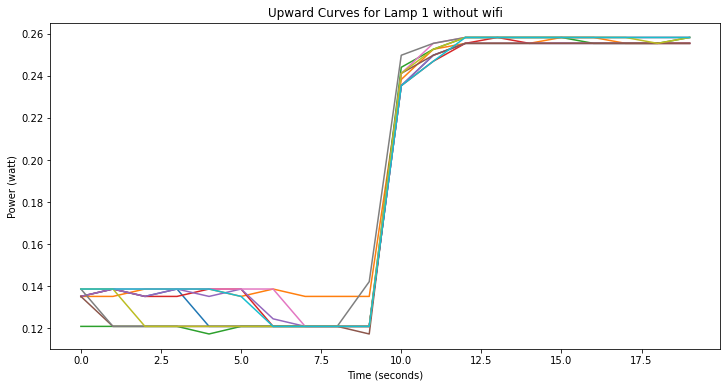 Upward Curves for Lamp 1 without wifi
Power (watt)
0.26
0.24
0.22
0.20
0.18
0.16
0.14
0.12
0.0 2.5 5.0 7.5 10.0 12.5 15.0 17.5
Time (seconds)